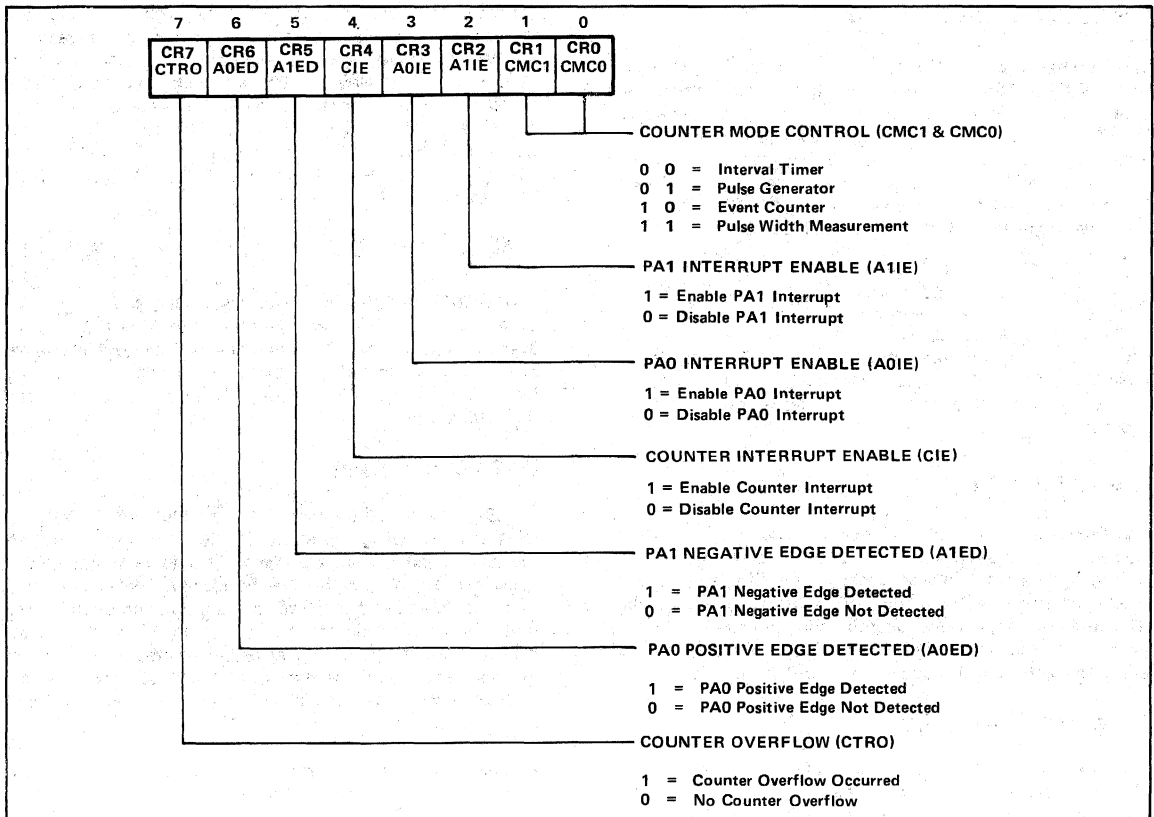 7 6 5 4 3 2 1 0
CR7 CR6 CR5 CR4 CR3 CR2 CR1 CR0
CTRO A0ED A1ED CIE A0IE A1IE CMC1 CMC0
COUNTER MODE CONTROL (CMC1 & CMC0)
0 0 = Interval Timer
0 1 = Pulse Generator
1 0 = Event Counter
1 1 = Pulse Width Measurement
PA1 INTERRUPT ENABLE (A1IE)
1 = Enable PA1 Interrupt
0 = Disable PA1 Interrupt
PA0 INTERRUPT ENABLE (A0IE)
1 = Enable PA0 Interrupt
0 = Disable PA0 Interrupt
COUNTER INTERRUPT ENABLE (CIE)
1 = Enable Counter Interrupt
0 = Disable Counter Interrupt
PA1 NEGATIVE EDGE DETECTED (A1ED)
1 = PA1 Negative Edge Detected
0 = PA1 Negative Edge Not Detected
PA0 POSITIVE EDGE DETECTED (A0ED)
1 = PA0 Positive Edge Detected
0 = PA0 Positive Edge Not Detected
COUNTER OVERFLOW (CTRO)
1 = Counter Overflow Occurred
0 = No Counter Overflow